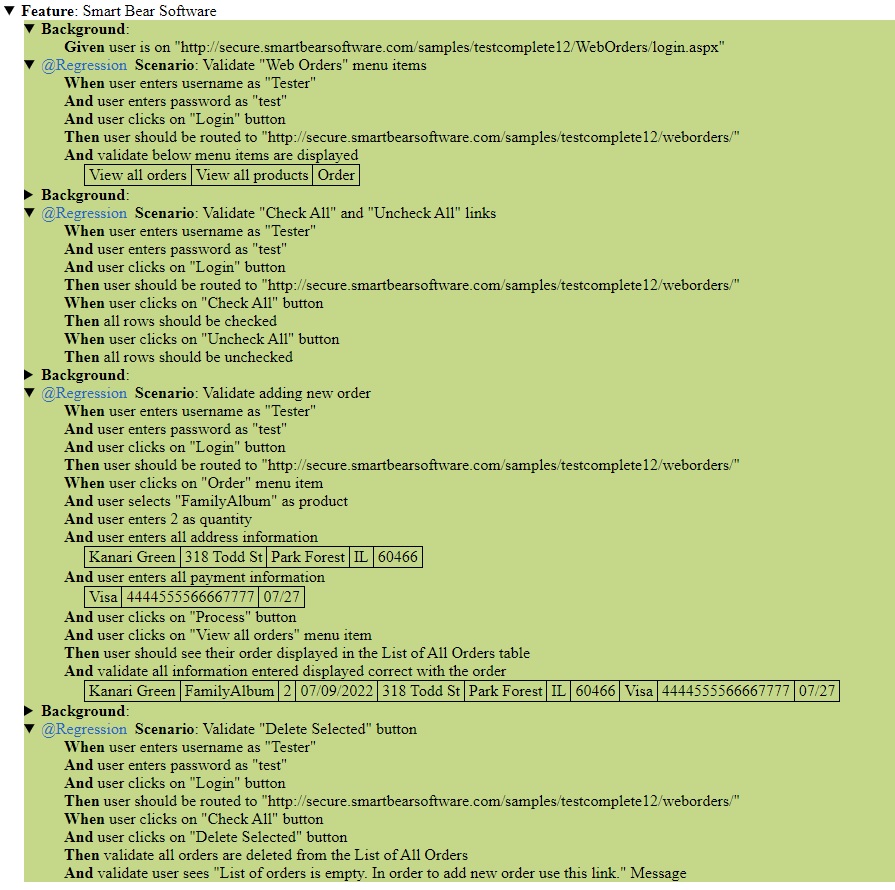 Feature: Smart Bear Software
Background:
Given user is on "http://secure.smartbearsoftware.com/samples/testcomplete12/WebOrders/login.aspx"
@Regression Scenario: Validate "Web Orders" menu items
When user enters username as "Tester"
And user enters password as "test"
And user clicks on "Login" button
Then user should be routed to "http://secure.smartbearsoftware.com/samples/testcomplete12/weborders/"
And validate below menu items are displayed
View all orders View all products Order
Background:
@Regression Scenario: Validate "Check All" and "Uncheck All" links
When user enters username as "Tester"
And user enters password as "test"
And user clicks on "Login" button
Then user should be routed to "http://secure.smartbearsoftware.com/samples/testcomplete12/weborders/"
When user clicks on "Check All" button
Then all rows should be checked
When user clicks on "Uncheck All" button
Then all rows should be unchecked
Background:
@Regression Scenario: Validate adding new order
When user enters username as "Tester"
And user enters password as "test"
And user clicks on "Login" button
Then user should be routed to "http://secure.smartbearsoftware.com/samples/testcomplete12/weborders/"
When user clicks on "Order" menu item
And user selects "FamilyAlbum" as product
And user enters 2 as quantity
And user enters all address information
Kanari Green 318 Todd St Park Forest IL 60466
And user enters all payment information
Visa 4444555566667777 07/27
And user clicks on "Process" button
And user clicks on "View all orders" menu item
Then user should see their order displayed in the List of All Orders table
And validate all information entered displayed correct with the order
Kanari Green FamilyAlbum 2 07/09/2022 318 Todd St Park Forest IL 60466 Visa 4444555566667777 07/27
Background:
@Regression Scenario: Validate "Delete Selected" button
When user enters username as "Tester"
And user enters password as "test"
And user clicks on "Login" button
Then user should be routed to "http://secure.smartbearsoftware.com/samples/testcomplete12/weborders/"
When user clicks on "Check All" button
And user clicks on "Delete Selected" button
Then validate all orders are deleted from the List of All Orders
And validate user sees "List of orders is empty. In order to add new order use this link." Message